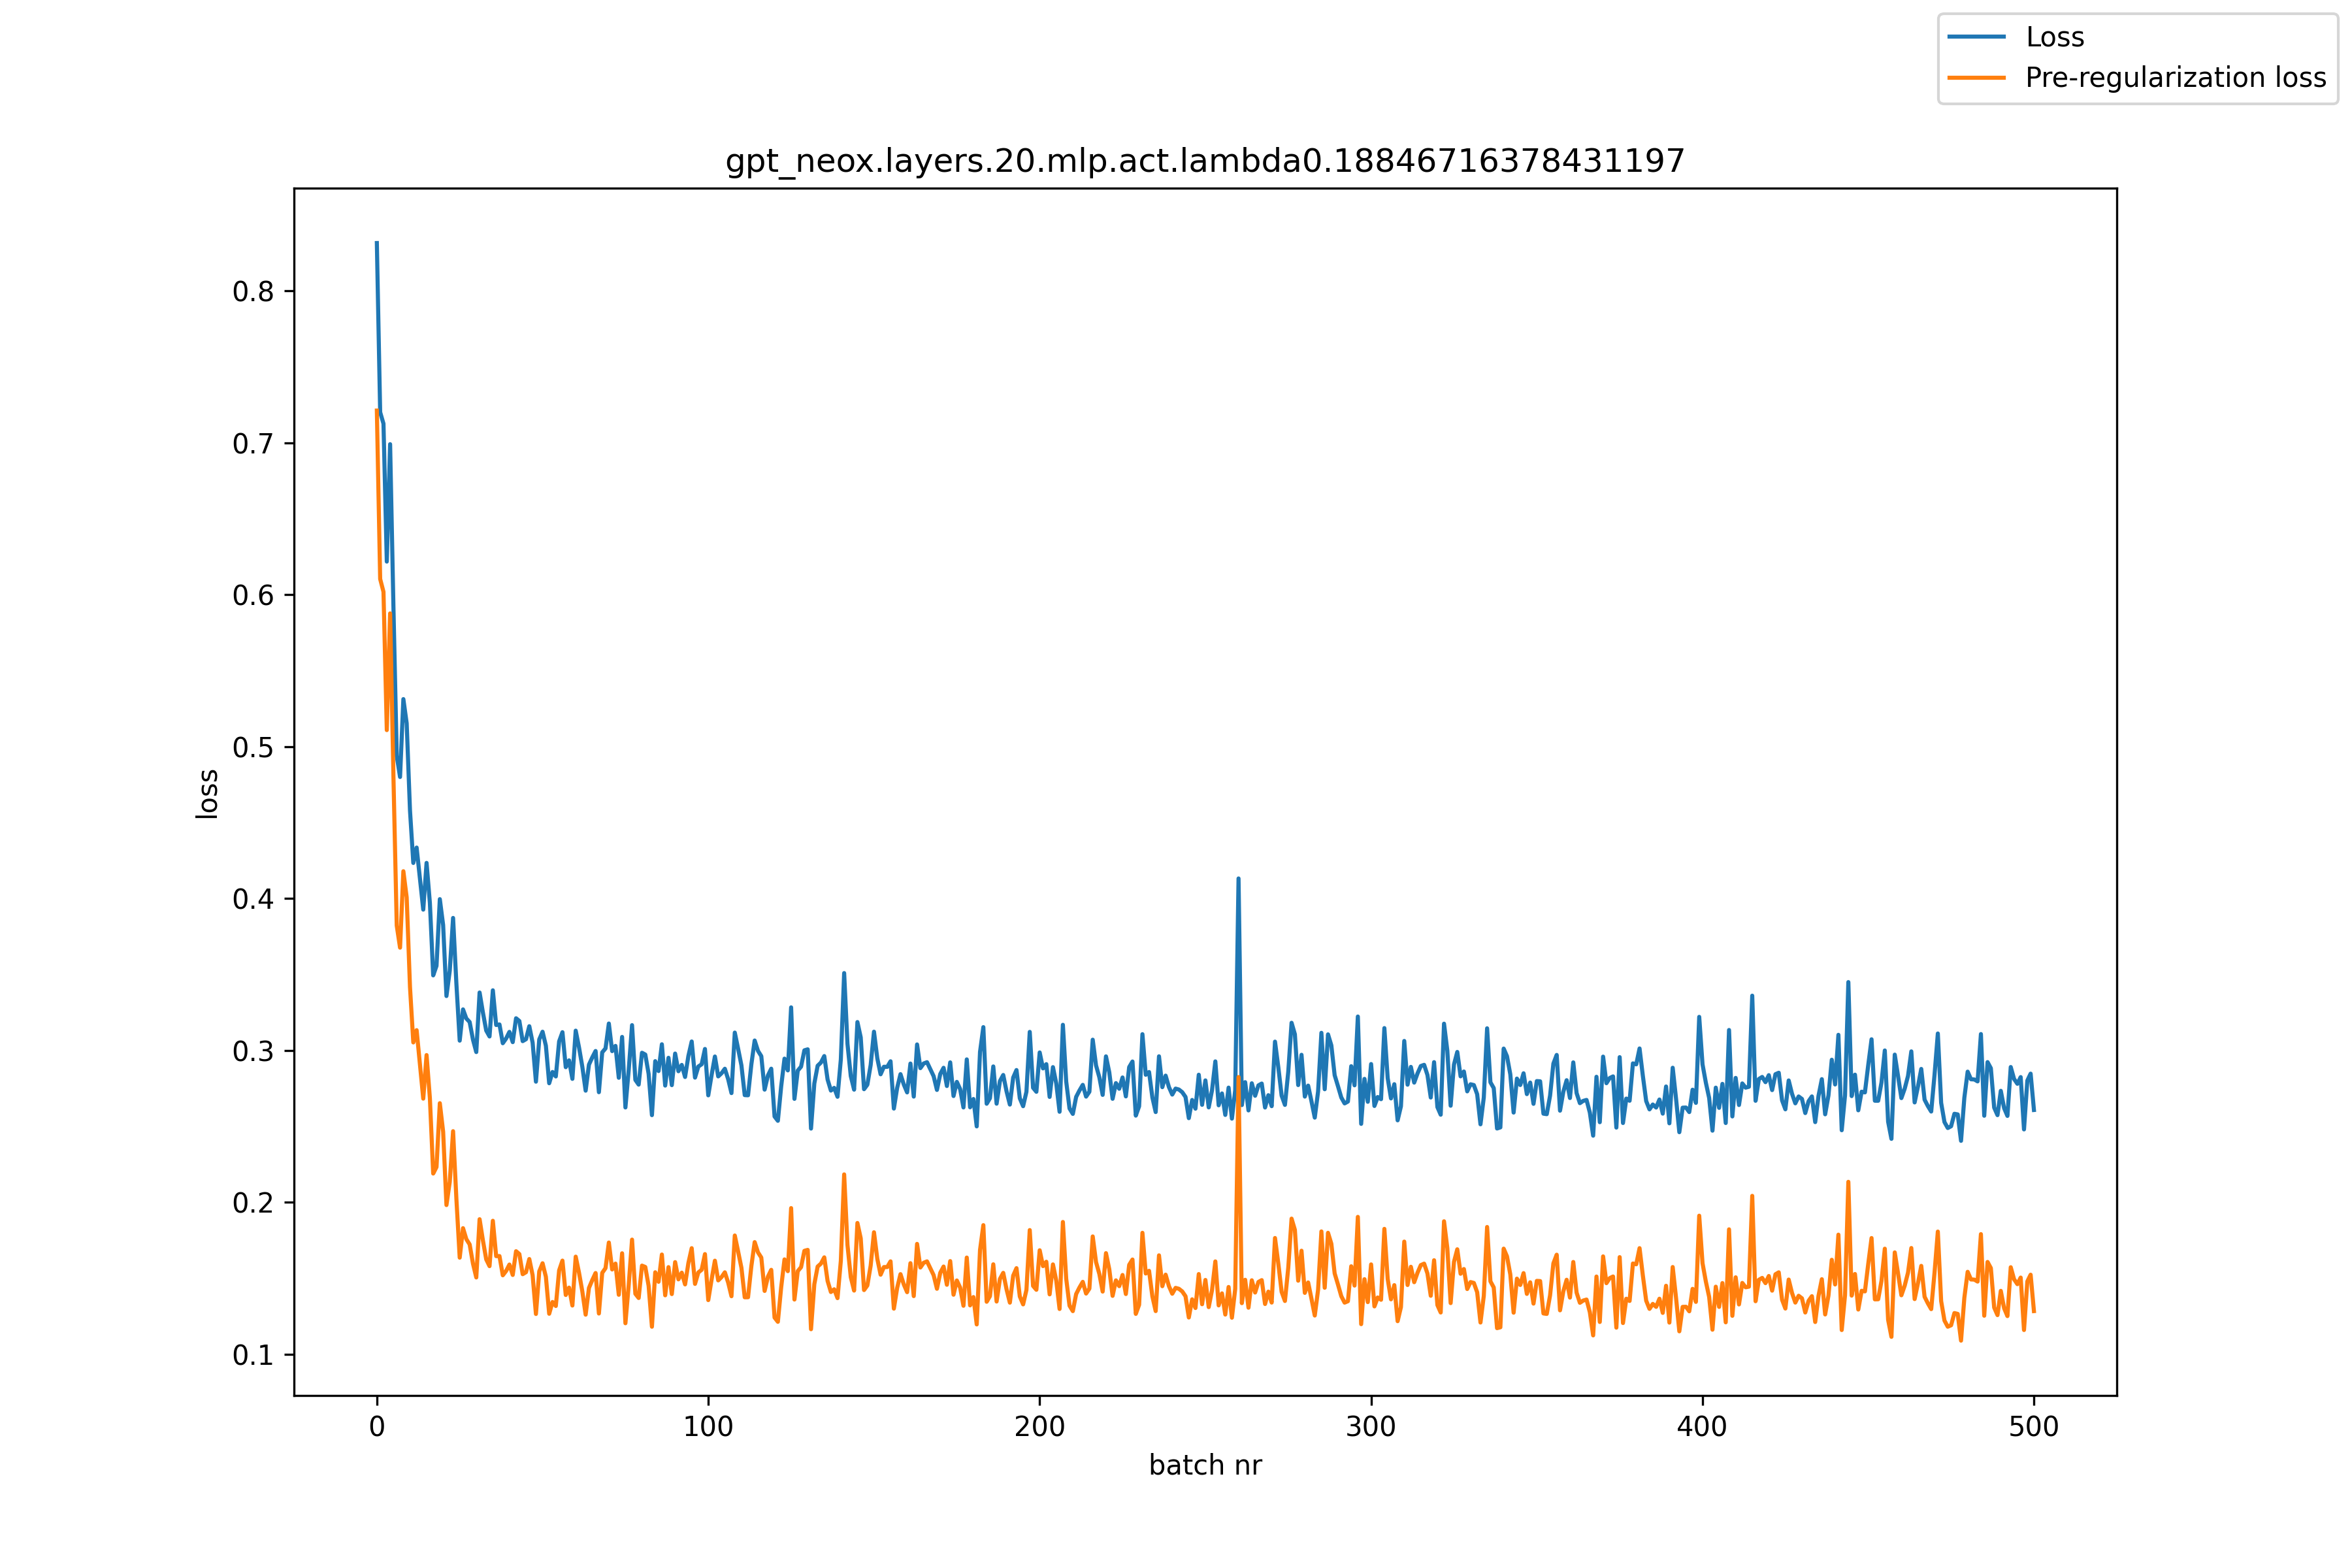 Loss
Pre-regularization loss
gpt_neox.layers.20.mlp.act.lambda0.18846716378431197
0.8
0.7
0.6
0.5
0.4
0.3
0.2
0.1
loss
0 100 200 300 400 500
batch nr